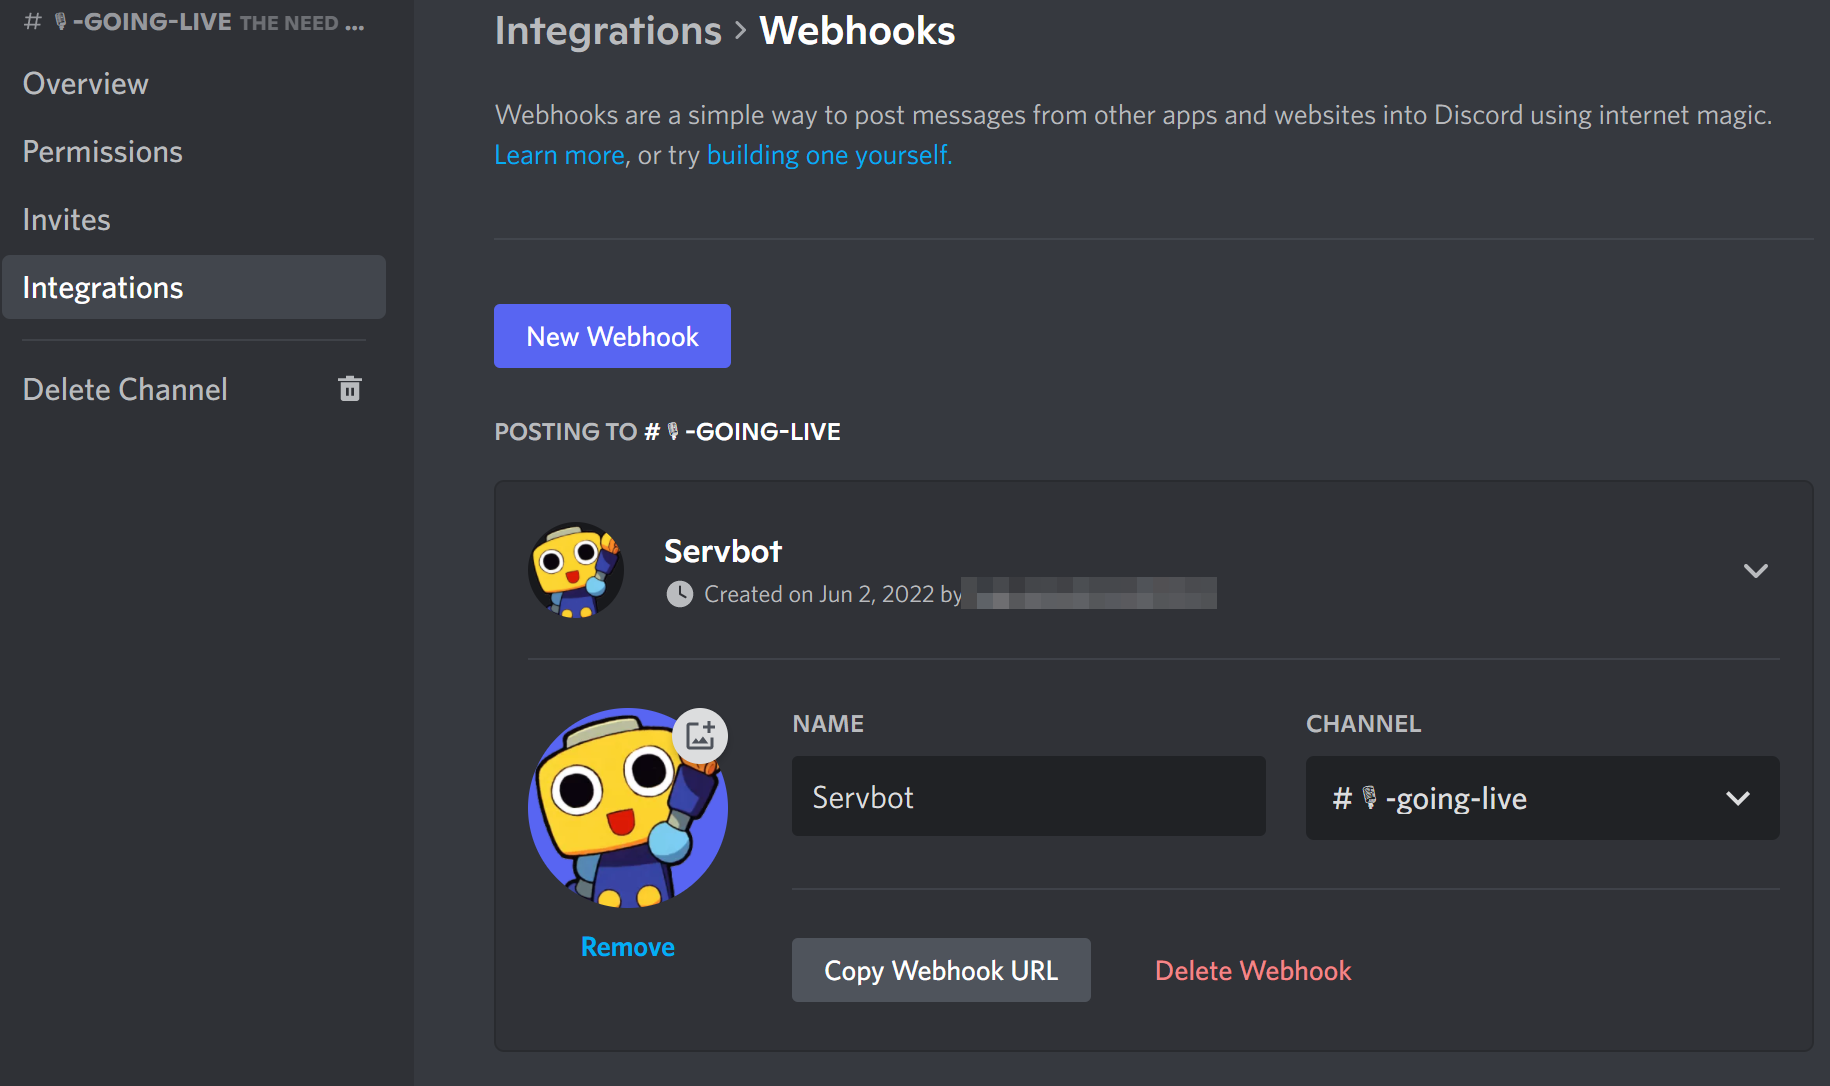 # 🎙-GOING-LIVE THE NEED ...
Overview
Permissions
Invites
Integrations
Delete Channel
Integrations > Webhooks
Webhooks are a simple way to post messages from other apps and websites into Discord using internet magic.
Learn more, or try building one yourself.
New Webhook
POSTING TO #🎙-GOING-LIVE
Servbot
Created on Jun 2, 2022 by
NAME
CHANNEL
Servbot
#🎙-going-live
Remove
Copy Webhook URL
Delete Webhook